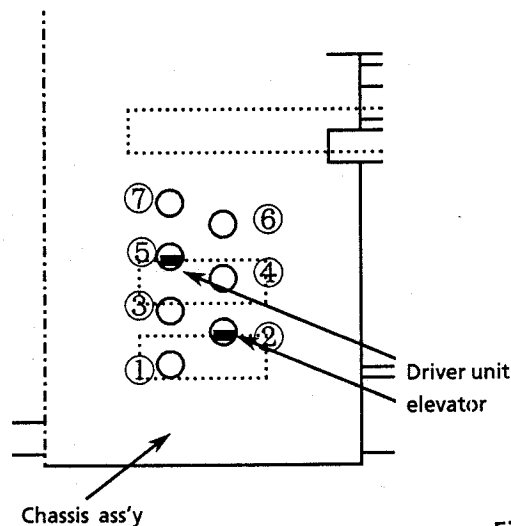 ⑦
⑥
⑤
④
③
②
①
Driver unit
elevator
Chassis ass'y